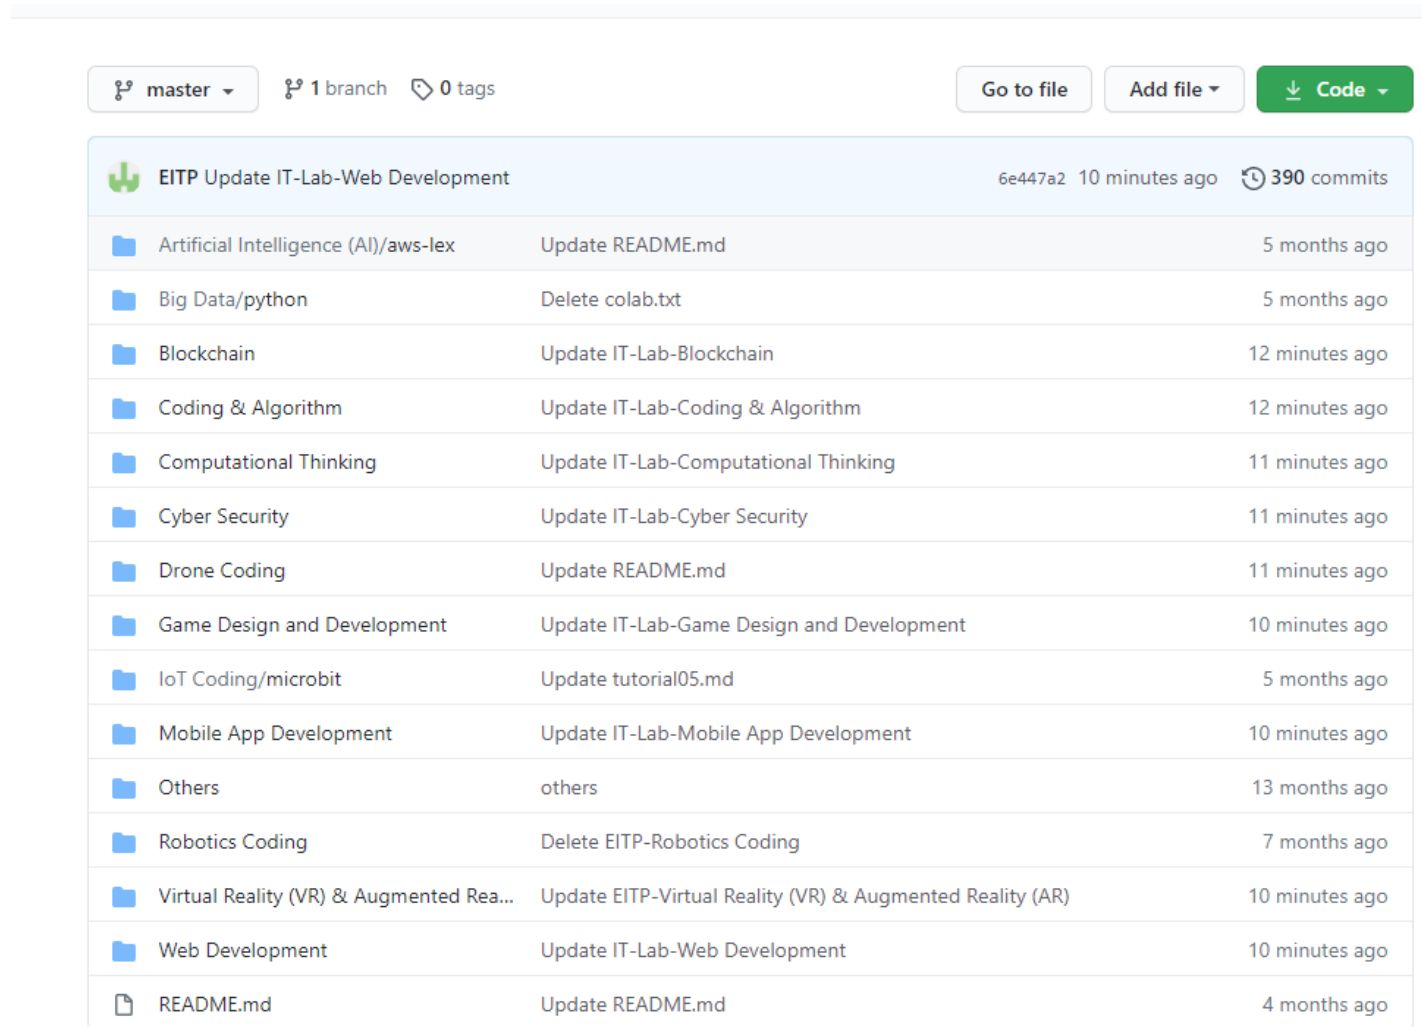 master 1 branch 0 tags Go to file Add file Code
EITP Update IT-Lab-Web Development 6e447a2 10 minutes ago 390 commits
Artificial Intelligence (AI)/aws-lex Update README.md 5 months ago
Big Data/python Delete colab.txt 5 months ago
Blockchain Update IT-Lab-Blockchain 12 minutes ago
Coding & Algorithm Update IT-Lab-Coding & Algorithm 12 minutes ago
Computational Thinking Update IT-Lab-Computational Thinking 11 minutes ago
Cyber Security Update IT-Lab-Cyber Security 11 minutes ago
Drone Coding Update README.md 11 minutes ago
Game Design and Development Update IT-Lab-Game Design and Development 10 minutes ago
IoT Coding/microbit Update tutorial05.md 5 months ago
Mobile App Development Update IT-Lab-Mobile App Development 10 minutes ago
Others others 13 months ago
Robotics Coding Delete EITP-Robotics Coding 7 months ago
Virtual Reality (VR) & Augmented Rea... Update EITP-Virtual Reality (VR) & Augmented Reality (AR) 10 minutes ago
Web Development Update IT-Lab-Web Development 10 minutes ago
README.md Update README.md 4 months ago